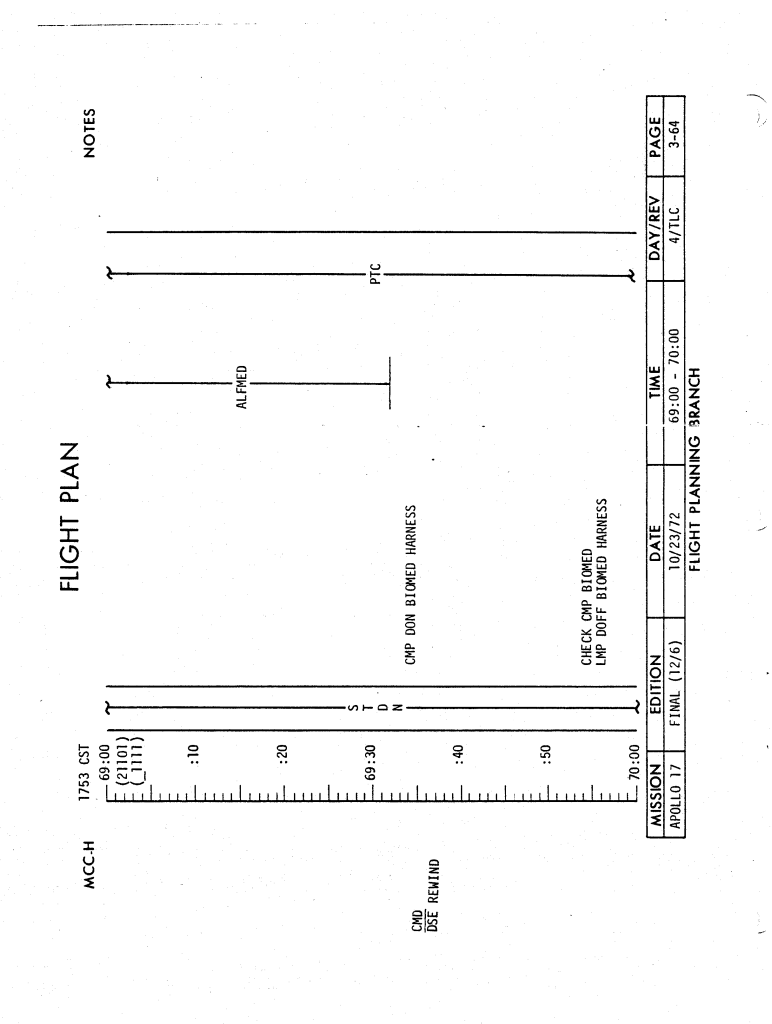 FLIGHT PLAN
MCC-H
1753 CST
NOTES
69:00
(21101)
(_1111)
:10
:20
69:30
:40
:50
70:00
S T D N
ALFMED
PTC
CMD
DSE REWIND
CMP DON BIOMED HARNESS
CHECK CMP BIOMED
LMP DOFF BIOMED HARNESS
MISSION EDITION DATE TIME DAY/REV PAGE
APOLLO 17 FINAL (12/6) 10/23/72 69:00 - 70:00 4/TLC 3-64
FLIGHT PLANNING BRANCH